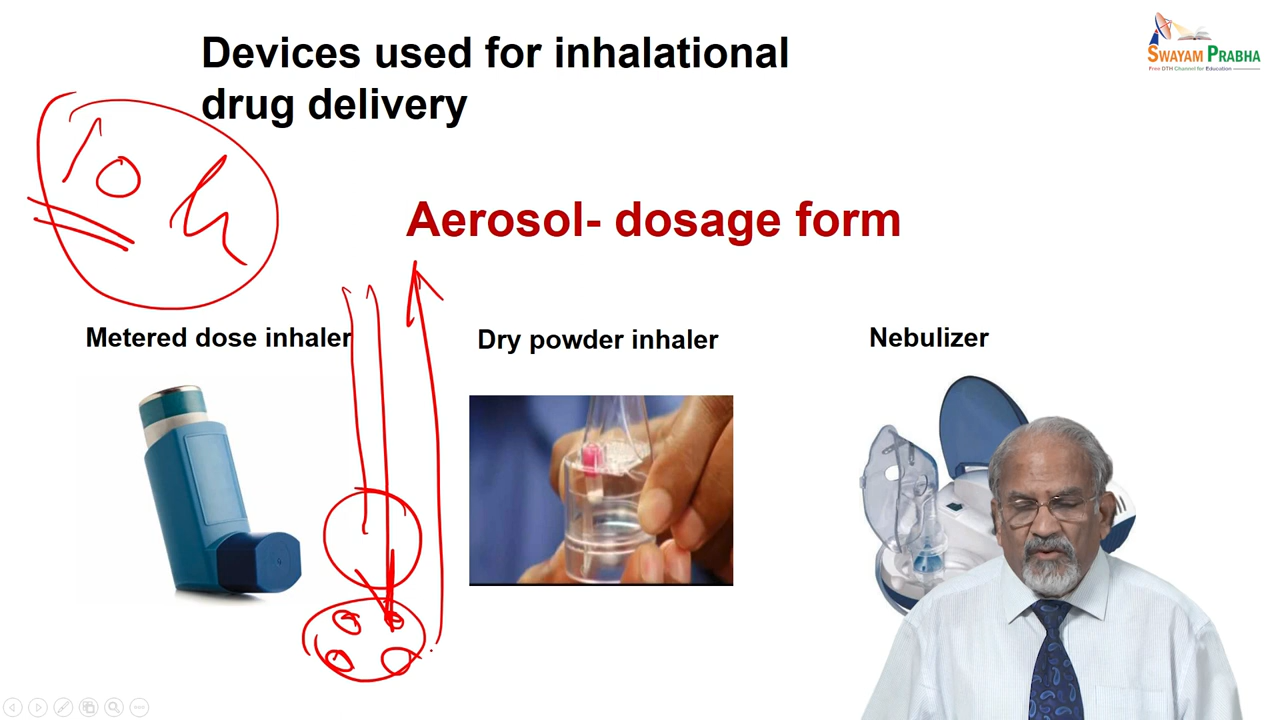 Devices used for inhalational
drug delivery
SWAYAM PRABHA
Free DTH Channel for Education
Aerosol- dosage form
Metered dose inhaler
Dry powder inhaler
Nebulizer